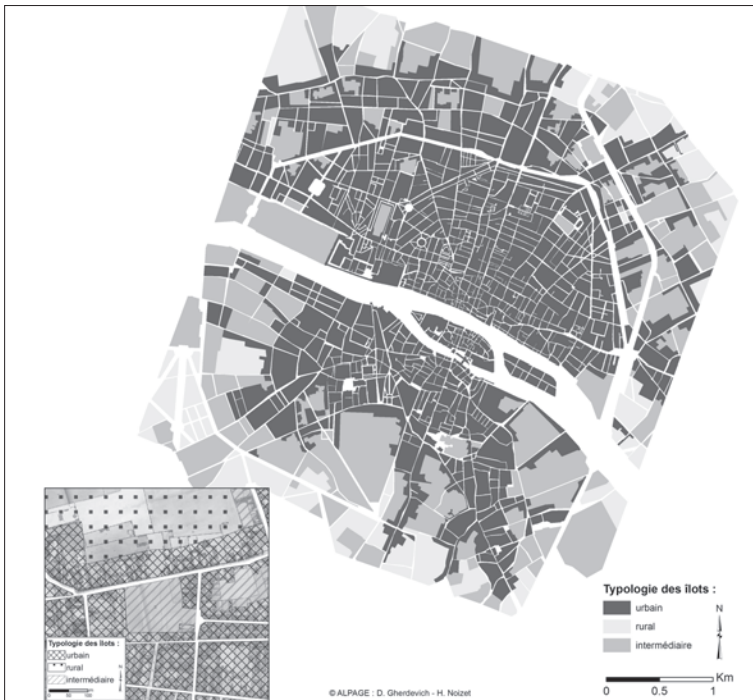 Typologie des îlots :
urbain
rural
intermédiaire
Typologie des îlots :
urbain
rural
intermédiaire
N
Km
0 0.5 1
© ALPAGE : D. Gherdevich - H. Noizet